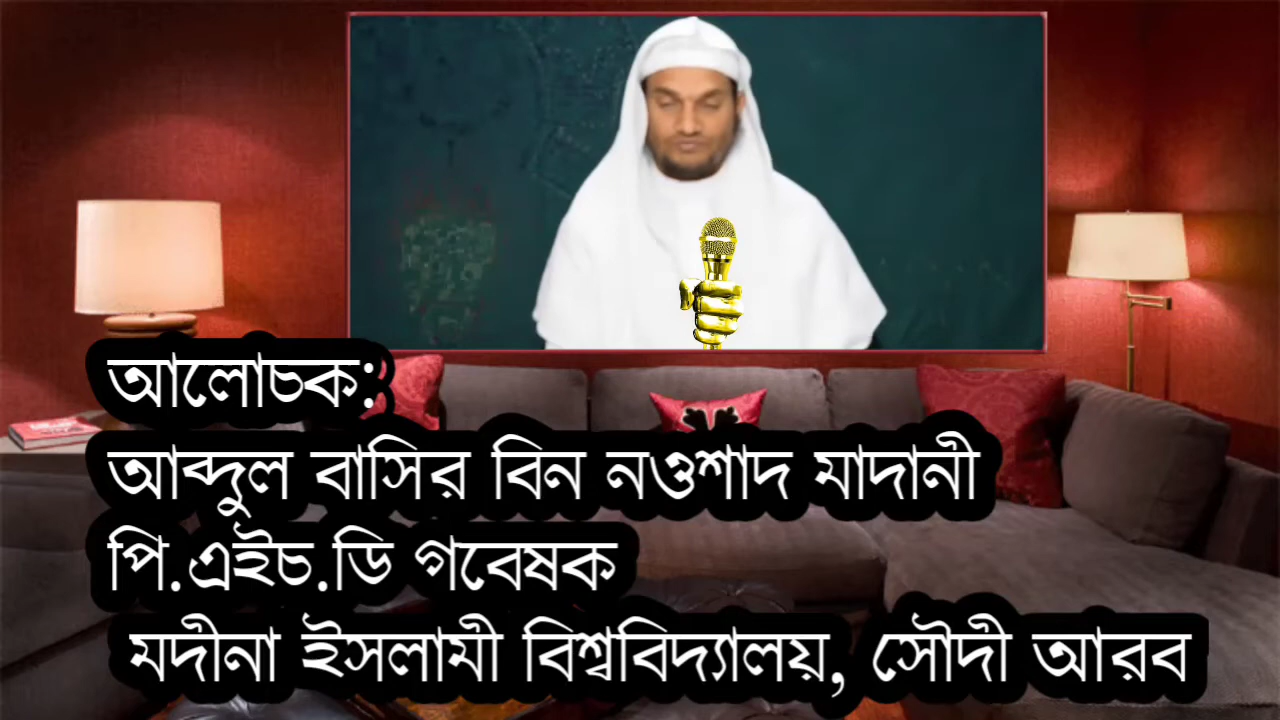 আলোচক:
আব্দুল বাসির বিন নওশাদ মাদানী
পি.এইচ.ডি গবেষক
মদীনা ইসলামী বিশ্ববিদ্যালয়, সৌদী আরব